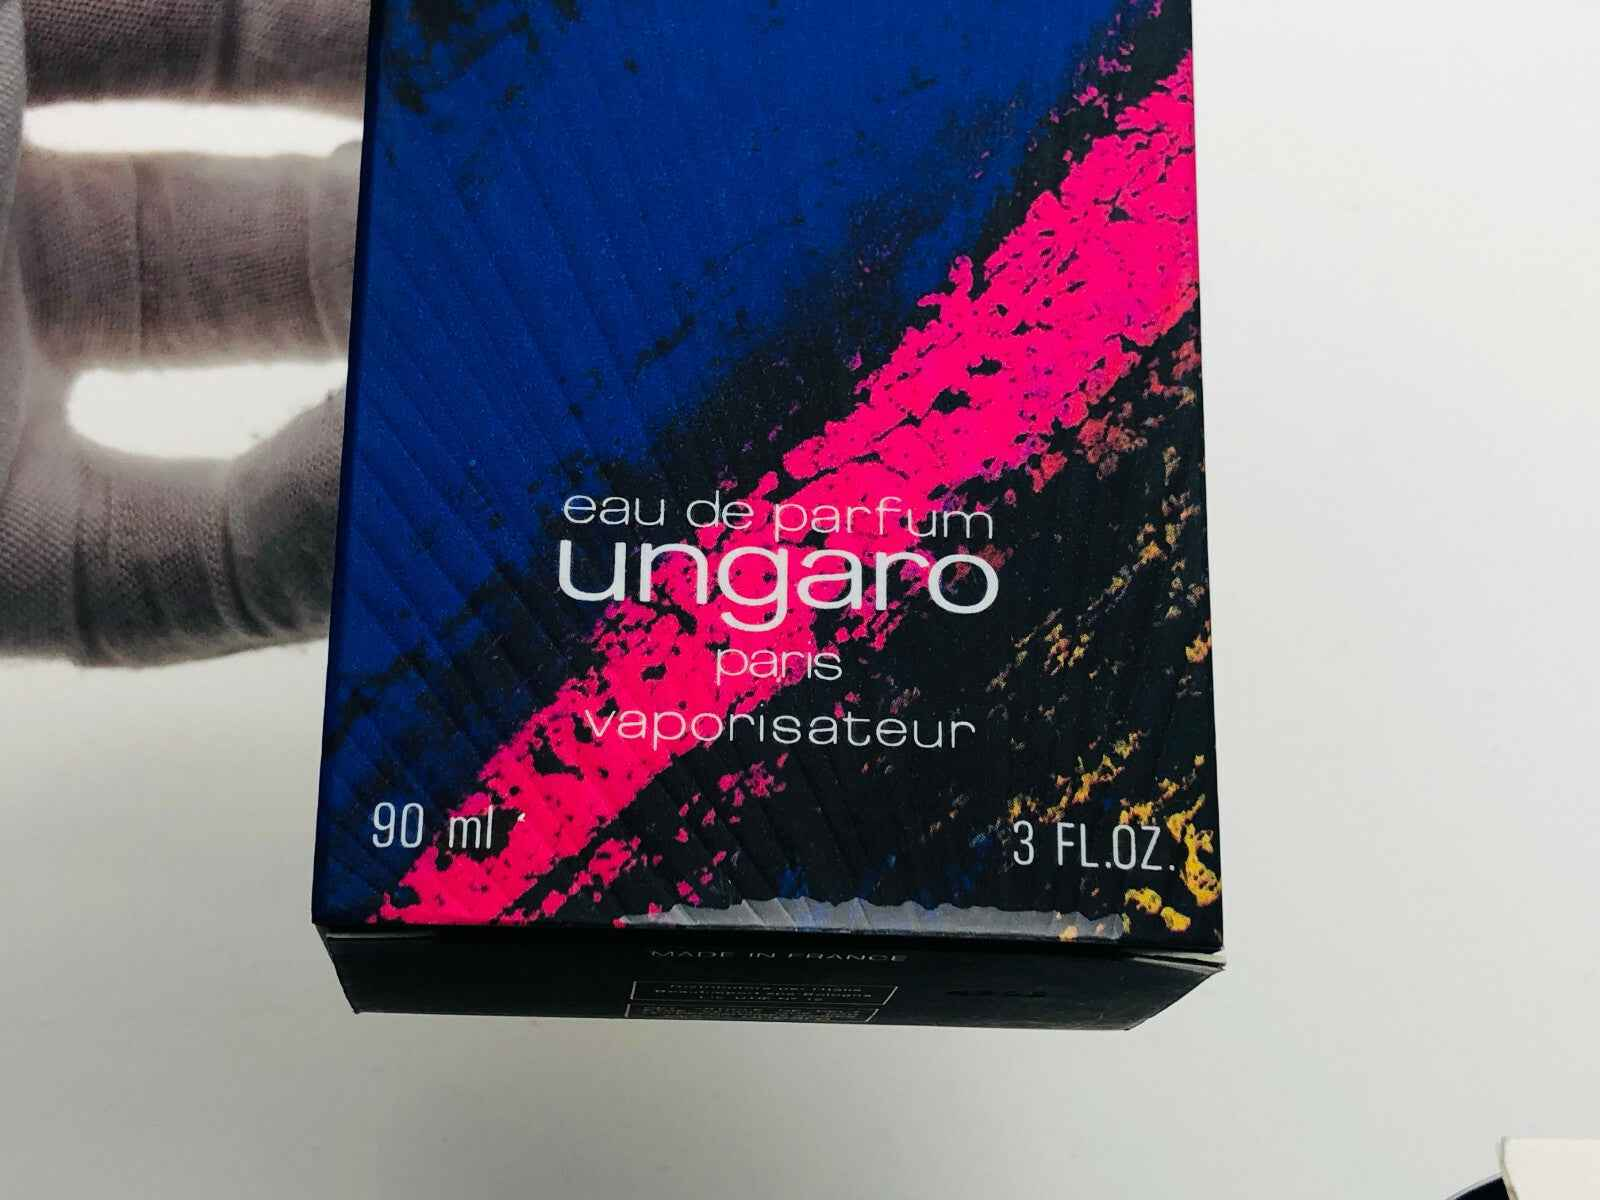 eau de parfum
ungaro
paris
vaporisateur
90 ml
3 FL.OZ.
MADE IN FRANCE